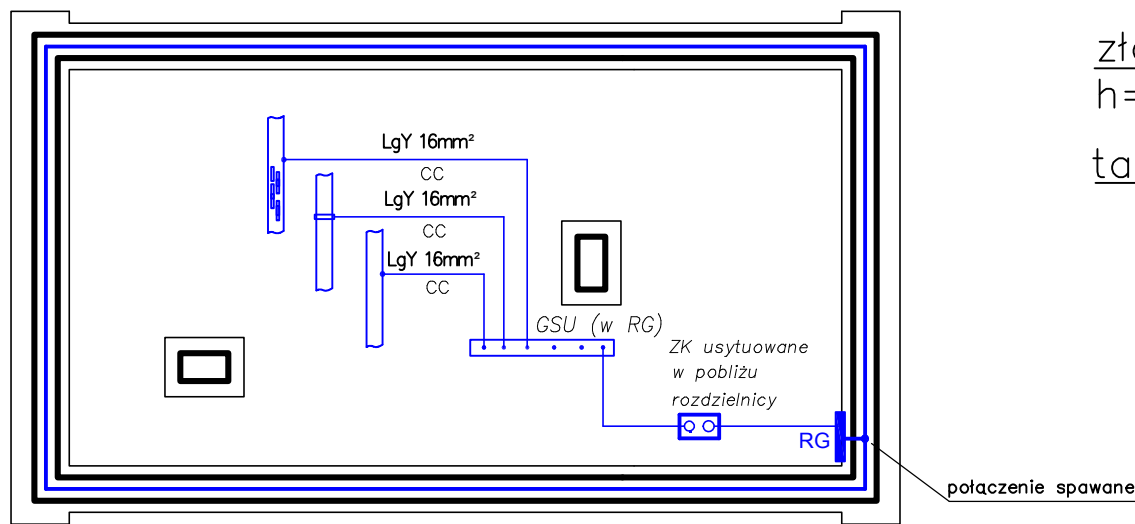 LgY 16mm²
CC
LgY 16mm²
CC
LgY 16mm²
CC
GSU (w RG)
ZK usytuowane
w pobliżu
rozdzielnicy
RG
połączenie spawane
h=